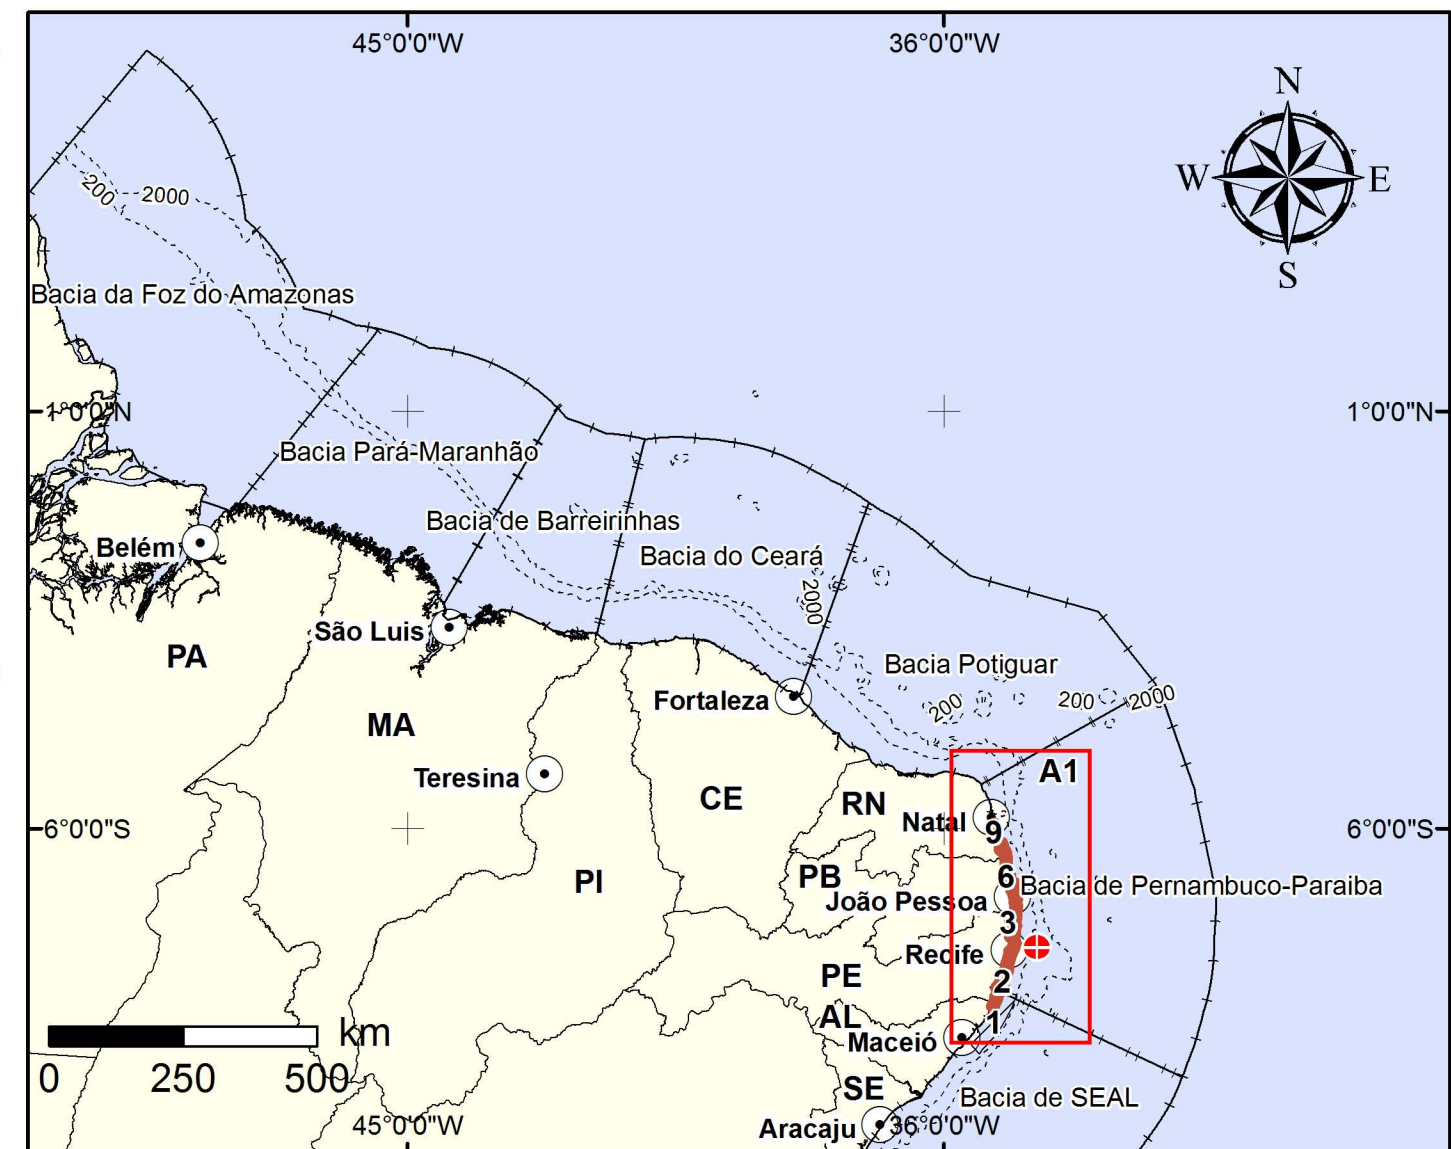 45°0'0"W
36°0'0"W
N
W
E
S
200
2000
Bacia da Foz do Amazonas
1°0'0"N
1°0'0"N
Bacia Pará-Maranhão
Bacia de Barreirinhas
Belém
Bacia do Ceará
2000
São Luis
PA
Bacia Potiguar
Fortaleza
200
200
2000
MA
Teresina
A1
CE
RN
Natal
9
6°0'0"S
6°0'0"S
PI
PB
6
Bacia de Pernambuco-Paraiba
João Pessoa
3
Recife
PE
2
AL
1
km
Maceió
0
250
500
SE
Bacia de SEAL
45°0'0"W
Aracaju
36°0'0"W